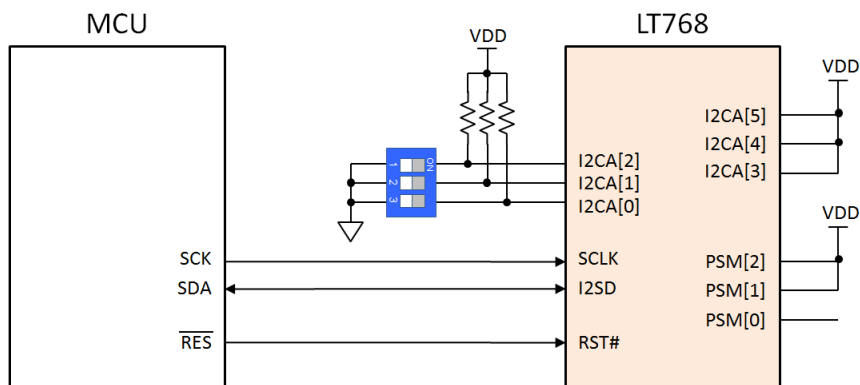 MCU
LT768
VDD
VDD
I2CA[5]
I2CA[4]
I2CA[3]
I2CA[2]
I2CA[1]
I2CA[0]
ON
1
2
3
VDD
SCK
SCLK
PSM[2]
SDA
I2SD
PSM[1]
PSM[0]
RES
RST#